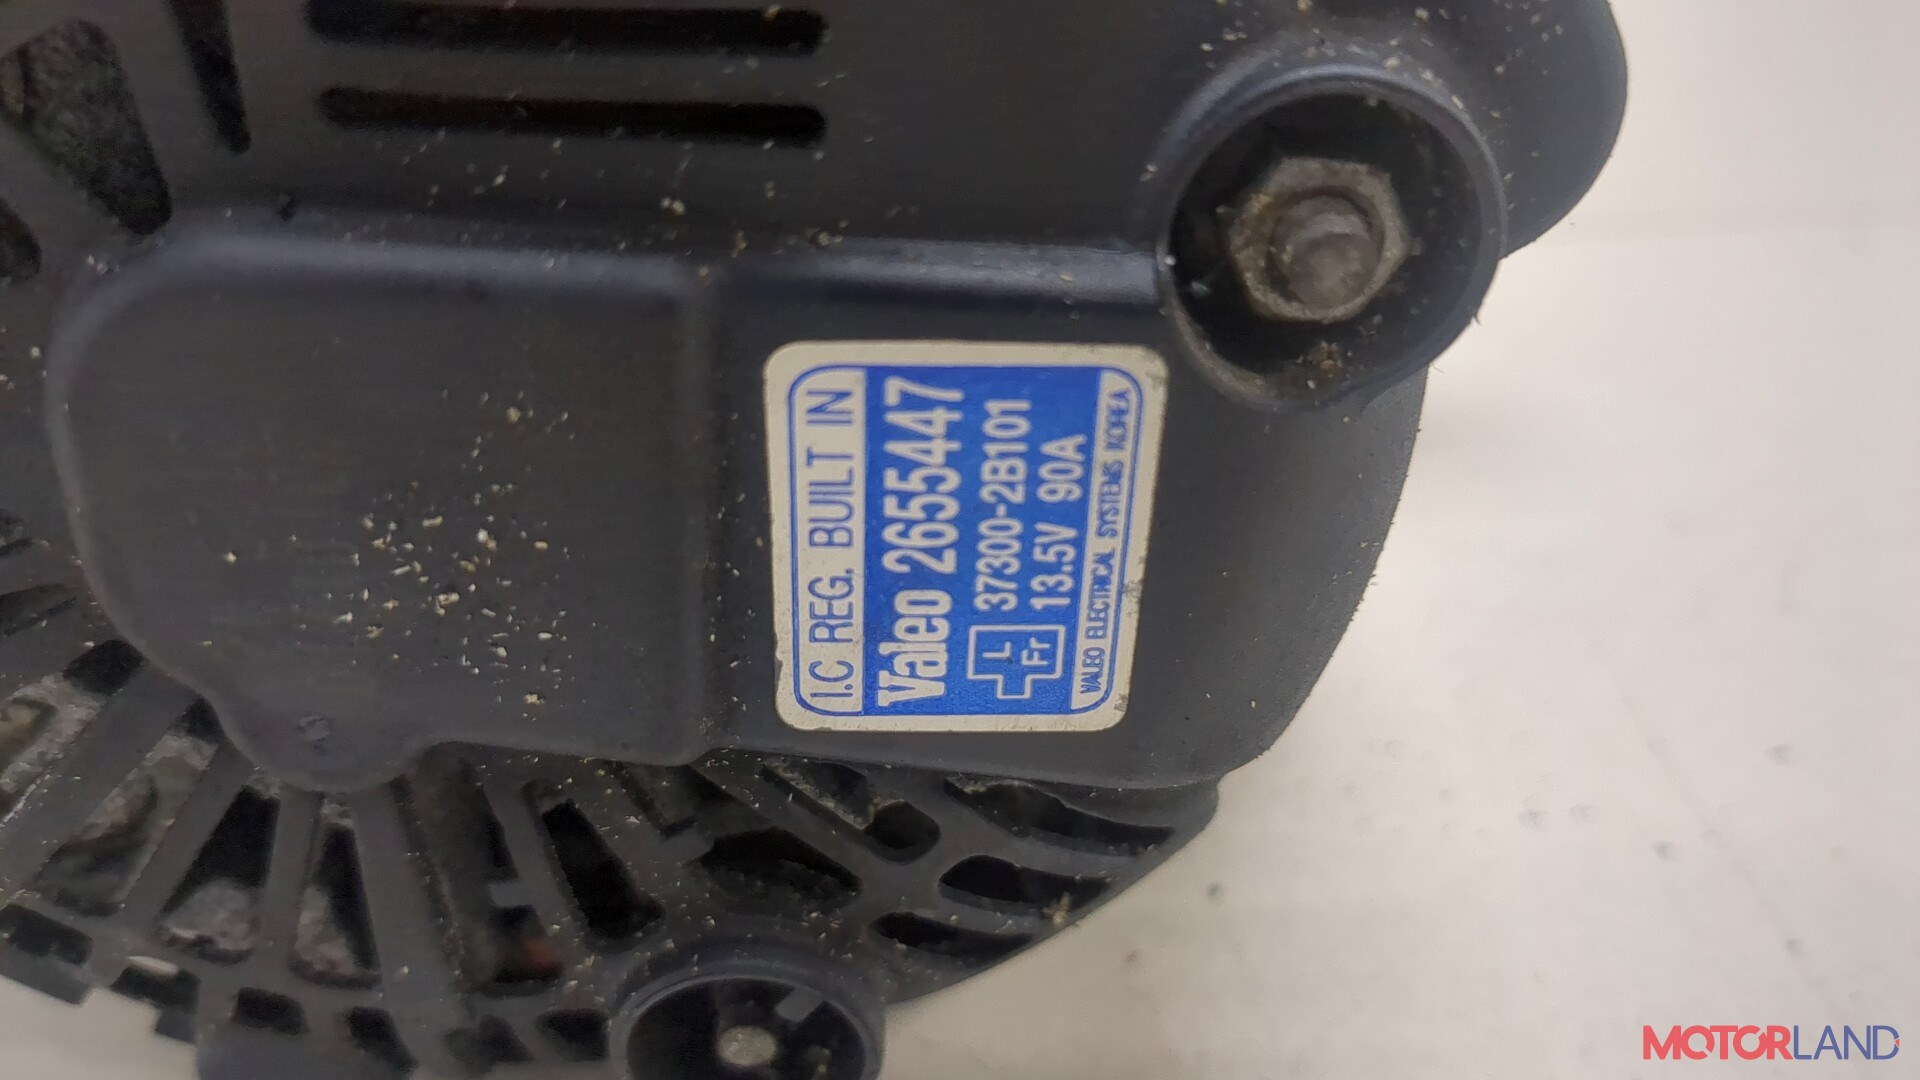 I.C REG. BUILT IN
Valeo 2655447
L 37300-2B101
Fr 13.5V 90A
VALEO ELECTRICAL SYSTEMS KOREA
MOTORLAND